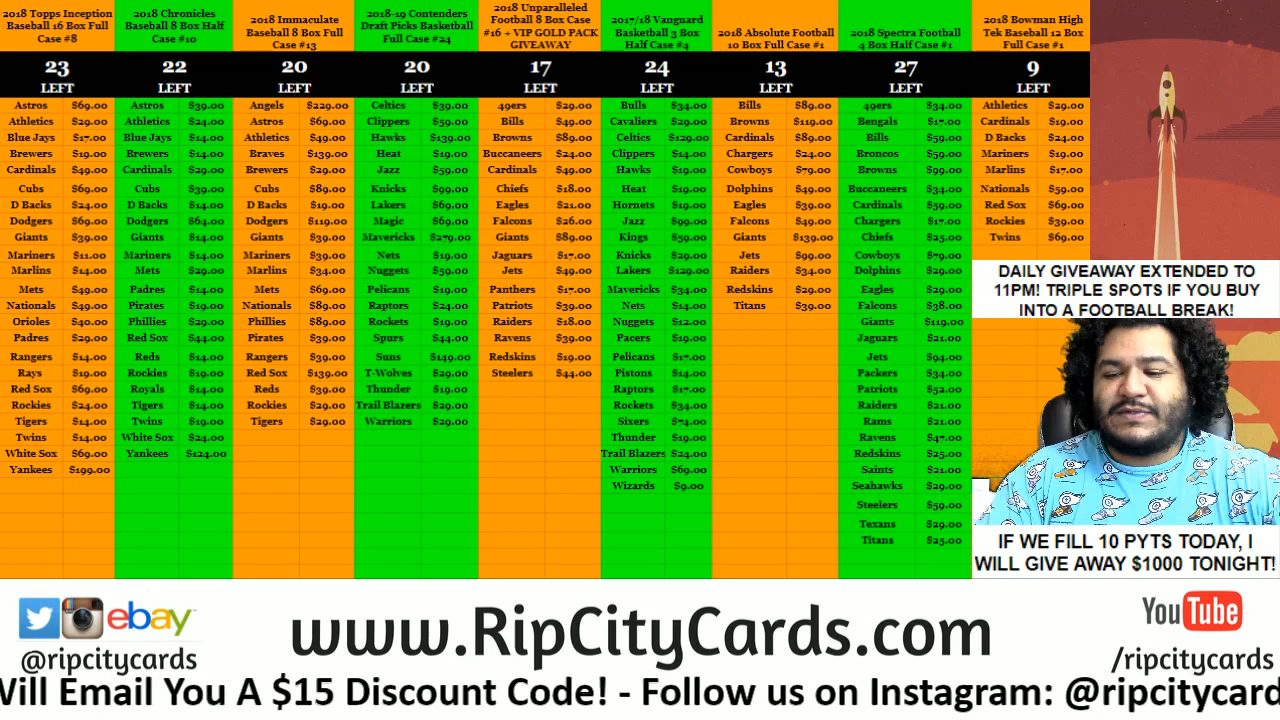 2018 Topps Inception
Baseball 16 Box Full
Case #8
23
LEFT
Astros $69.00
Athletics $29.00
Blue Jays $17.00
Brewers $19.00
Cardinals $49.00
Cubs $69.00
D Backs $24.00
Dodgers $69.00
Giants $39.00
Mariners $11.00
Marlins $14.00
Mets $49.00
Nationals $49.00
Orioles $40.00
Padres $29.00
Rangers $14.00
Rays $19.00
Red Sox $69.00
Rockies $24.00
Tigers $14.00
Twins $14.00
White Sox $69.00
Yankees $199.00
2018 Chronicles
Baseball 8 Box Half
Case #10
22
LEFT
Astros $39.00
Athletics $24.00
Blue Jays $14.00
Brewers $14.00
Cardinals $29.00
Cubs $39.00
D Backs $14.00
Dodgers $64.00
Giants $14.00
Mariners $14.00
Mets $29.00
Padres $14.00
Pirates $19.00
Phillies $29.00
Red Sox $44.00
Reds $14.00
Rockies $19.00
Royals $14.00
Tigers $14.00
Twins $19.00
White Sox $24.00
Yankees $124.00
2018 Immaculate
Baseball 8 Box Full
Case #13
20
LEFT
Angels $229.00
Astros $69.00
Athletics $49.00
Braves $139.00
Brewers $29.00
Cubs $89.00
D Backs $19.00
Dodgers $119.00
Giants $39.00
Mariners $39.00
Marlins $34.00
Mets $69.00
Nationals $89.00
Phillies $89.00
Pirates $39.00
Rangers $39.00
Red Sox $139.00
Reds $39.00
Rockies $29.00
Tigers $29.00
2018-19 Contenders
Draft Picks Basketball
Full Case #24
20
LEFT
Celtics $39.00
Clippers $59.00
Hawks $139.00
Heat $19.00
Jazz $59.00
Knicks $99.00
Lakers $69.00
Magic $69.00
Mavericks $279.00
Nets $19.00
Nuggets $59.00
Pelicans $19.00
Raptors $24.00
Rockets $19.00
Spurs $44.00
Suns $149.00
T-Wolves $29.00
Thunder $19.00
Trail Blazers $29.00
Warriors $29.00
2018 Unparalleled
Football 8 Box Case
#16 + VIP GOLD PACK
GIVEAWAY
17
LEFT
49ers $29.00
Bills $49.00
Browns $89.00
Buccaneers $24.00
Cardinals $49.00
Chiefs $18.00
Eagles $21.00
Falcons $26.00
Giants $89.00
Jaguars $17.00
Jets $49.00
Panthers $17.00
Patriots $39.00
Raiders $18.00
Ravens $39.00
Redskins $19.00
Steelers $44.00
2017/18 Vanguard
Basketball 3 Box
Half Case #4
24
LEFT
Bulls $34.00
Cavaliers $29.00
Celtics $129.00
Clippers $14.00
Hawks $19.00
Heat $19.00
Hornets $19.00
Jazz $99.00
Kings $59.00
Knicks $29.00
Lakers $129.00
Mavericks $34.00
Nets $14.00
Nuggets $12.00
Pacers $19.00
Pelicans $17.00
Pistons $14.00
Raptors $17.00
Rockets $34.00
Sixers $74.00
Thunder $19.00
Trail Blazers $24.00
Warriors $69.00
Wizards $9.00
2018 Absolute Football
10 Box Full Case #1
13
LEFT
Bills $89.00
Browns $119.00
Cardinals $89.00
Chargers $24.00
Cowboys $79.00
Dolphins $49.00
Eagles $39.00
Falcons $49.00
Giants $139.00
Jets $99.00
Raiders $34.00
Redskins $29.00
Titans $39.00
2018 Spectra Football
4 Box Half Case #1
27
LEFT
49ers $34.00
Bengals $17.00
Bills $59.00
Broncos $59.00
Browns $99.00
Buccaneers $34.00
Cardinals $59.00
Chargers $17.00
Chiefs $25.00
Cowboys $79.00
Dolphins $29.00
Eagles $29.00
Falcons $38.00
Giants $119.00
Jaguars $21.00
Jets $94.00
Packers $34.00
Patriots $52.00
Raiders $21.00
Rams $21.00
Ravens $47.00
Redskins $25.00
Saints $21.00
Seahawks $29.00
Steelers $59.00
Texans $29.00
Titans $25.00
2018 Bowman High
Tek Baseball 12 Box
Full Case #1
9
LEFT
Athletics $29.00
Cardinals $19.00
D Backs $24.00
Mariners $19.00
Marlins $17.00
Nationals $59.00
Red Sox $69.00
Rockies $39.00
Twins $69.00
DAILY GIVEAWAY EXTENDED TO
11PM! TRIPLE SPOTS IF YOU BUY
INTO A FOOTBALL BREAK!
IF WE FILL 10 PYTS TODAY, I
WILL GIVE AWAY $1000 TONIGHT!
ebay
@ripcitycards
www.RipCityCards.com
YouTube
/ripcitycards
Will Email You A $15 Discount Code! - Follow us on Instagram: @ripcitycard